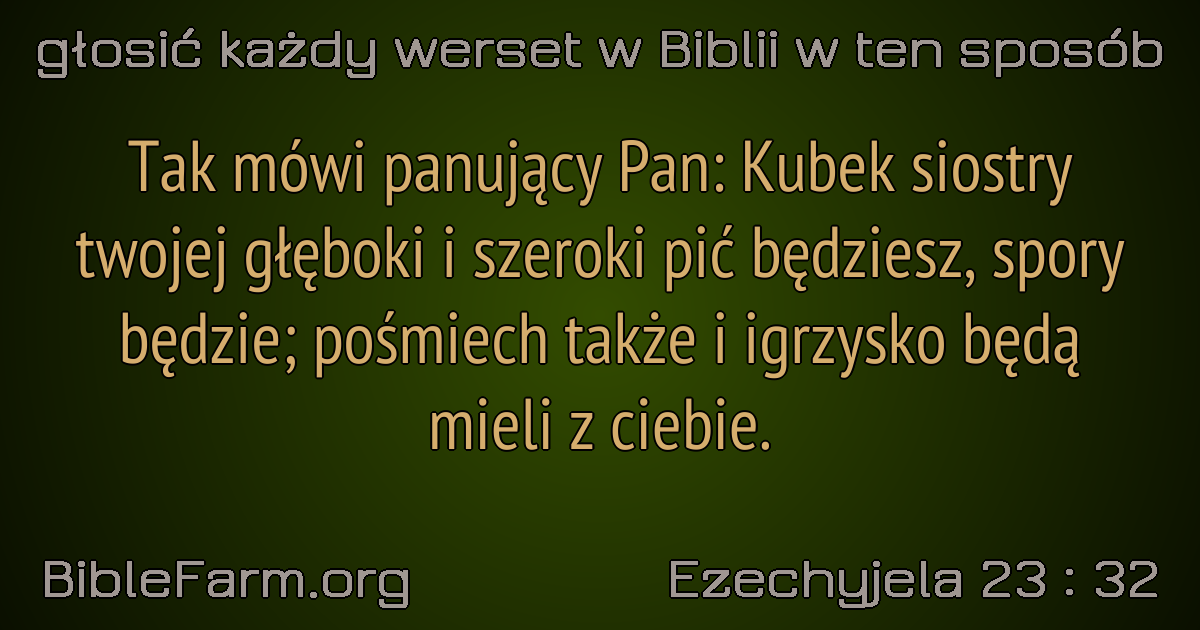 głosić każdy werset w Biblii w ten sposób
Tak mówi panujący Pan: Kubek siostry
twojej głęboki i szeroki pić będziesz, spory
będzie; pośmiech także i igrzysko będą
mieli z ciebie.
BibleFarm.org
Ezechyjela 23 : 32